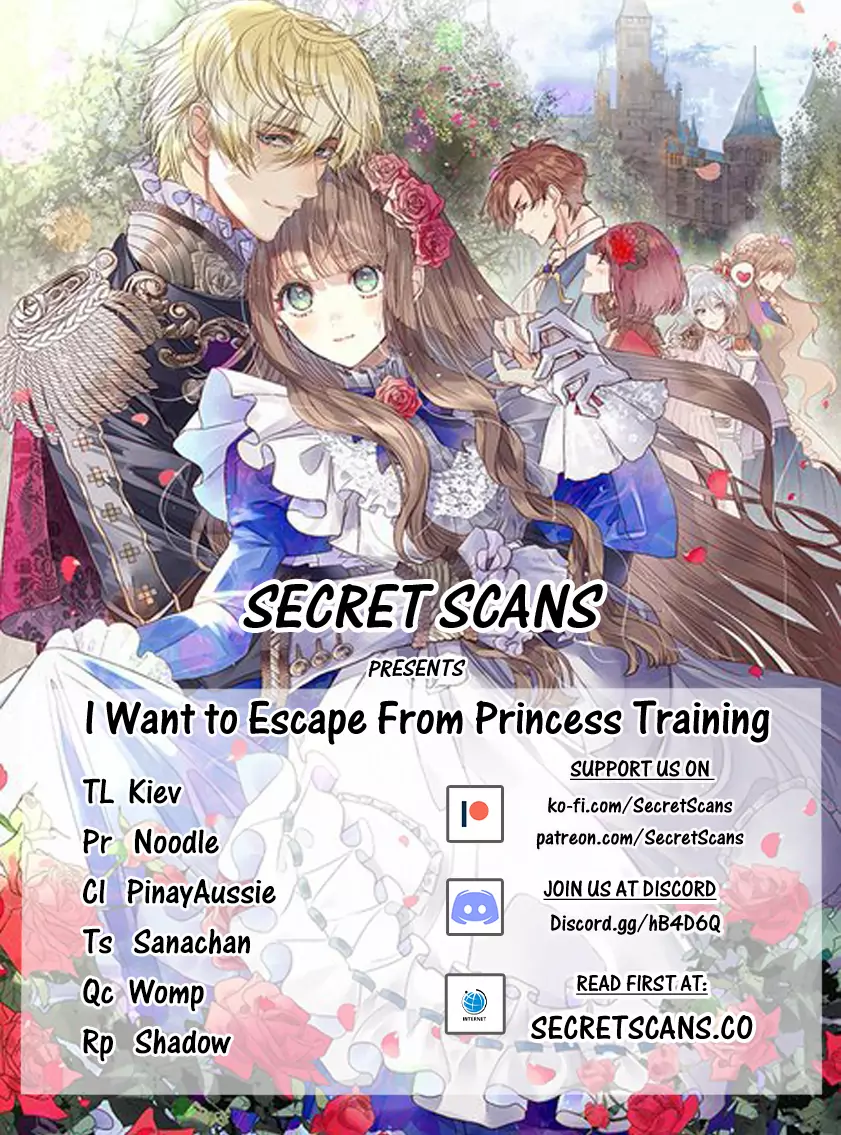 SECRET SCANS
PRESENTS
I Want to Escape From Princess Training
TL Kiev
Pr Noodle
Cl PinayAussie
Ts Sanachan
Qc Womp
Rp Shadow
SUPPORT US ON
ko-fi.com/SecretScans
patreon.com/SecretScans
JOIN US AT DISCORD
Discord.gg/hB4D6Q
INTERNET
READ FIRST AT:
SECRETSCANS.CO